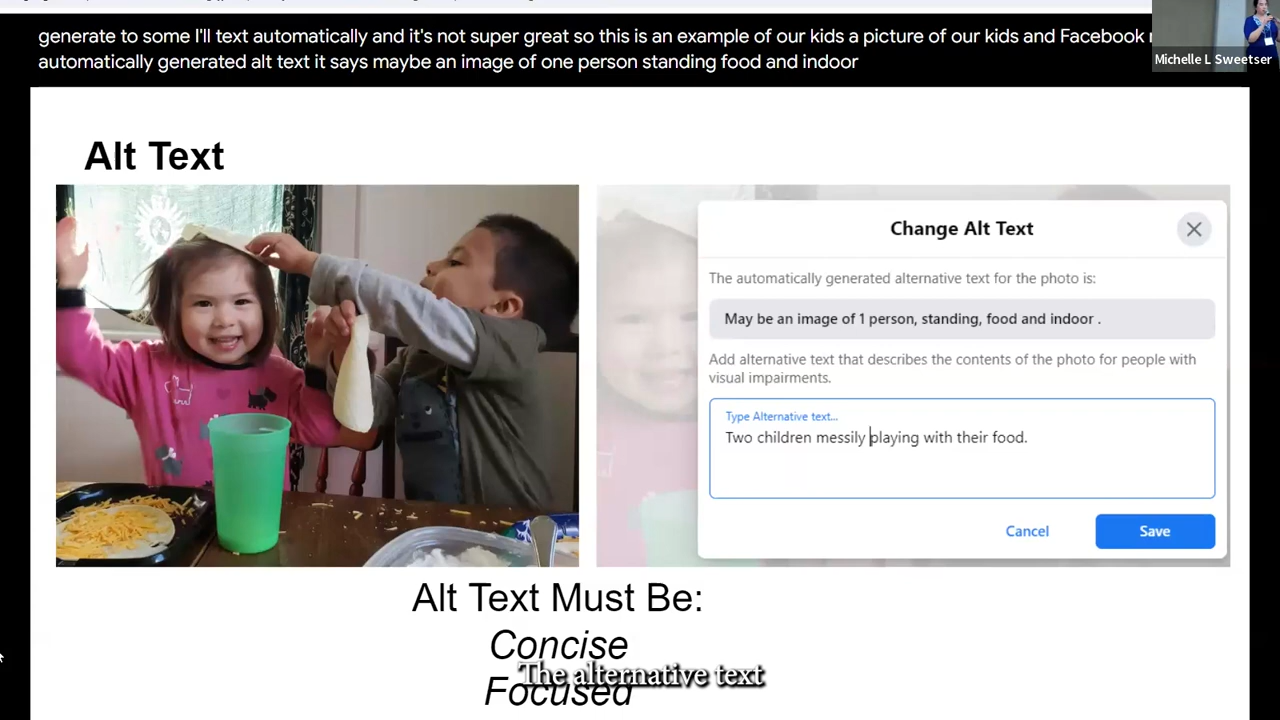 generate to some I'll text automatically and it's not super great so this is an example of our kids a picture of our kids and Facebook
automatically generated alt text it says maybe an image of one person standing food and indoor
Michelle L Sweetser
Alt Text
Change Alt Text
The automatically generated alternative text for the photo is:
May be an image of 1 person, standing, food and indoor .
Add alternative text that describes the contents of the photo for people with
visual impairments.
Type Alternative text...
Two children messily playing with their food.
Cancel
Save
Alt Text Must Be:
Concise
The alternative text
Focused